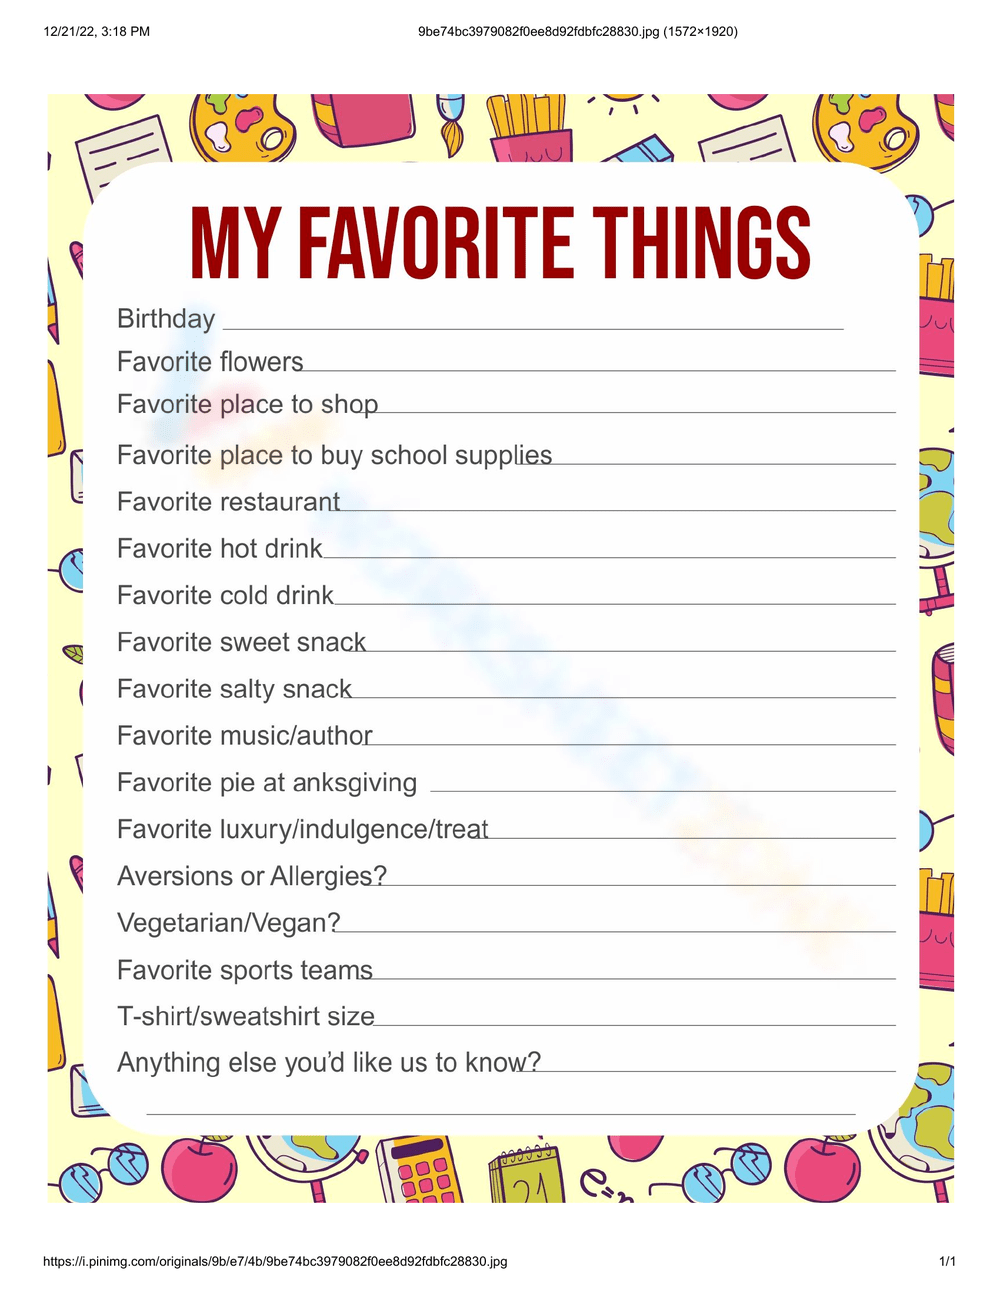 12/21/22, 3:18 PM
9be74bc3979082f0ee8d92fdbfc28830.jpg (1572×1920)
MY FAVORITE THINGS
Birthday
Favorite flowers
Favorite place to shop
Favorite place to buy school supplies
Favorite restaurant
Favorite hot drink
Favorite cold drink
Favorite sweet snack
Favorite salty snack
Favorite music/author
Favorite pie at anksgiving
Favorite luxury/indulgence/treat
Aversions or Allergies?
Vegetarian/Vegan?
Favorite sports teams
T-shirt/sweatshirt size
Anything else you'd like us to know?
21
https://i.pinimg.com/originals/9b/e7/4b/9be74bc3979082f0ee8d92fdbfc28830.jpg
1/1